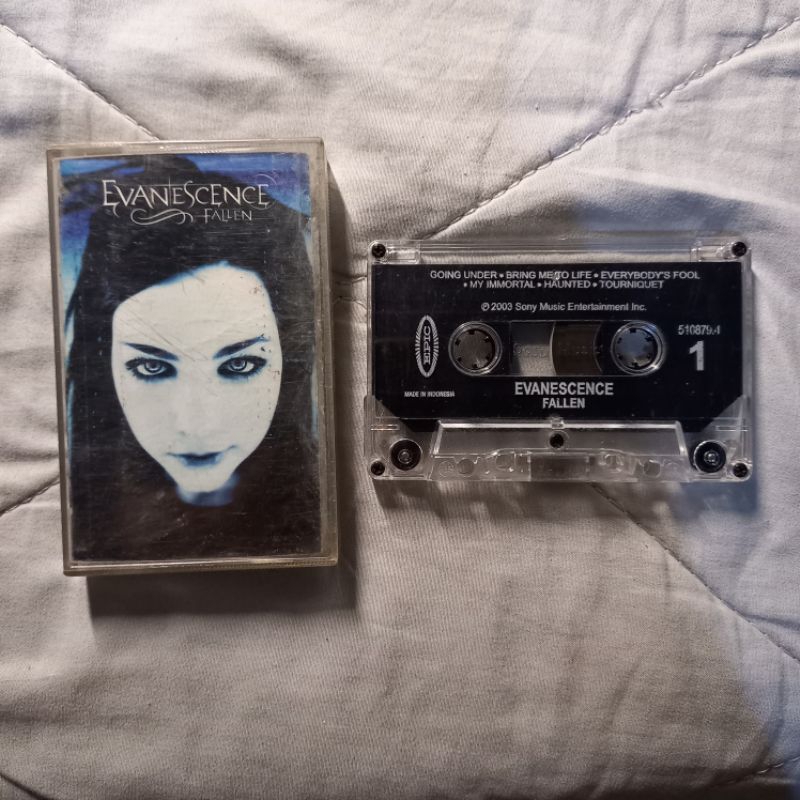 EVANESCENCE
FALLEN
GOING UNDER • BRING ME TO LIFE • EVERYBODY'S FOOL
• MY IMMORTAL • HAUNTED • TOURNIQUET
℗ 2003 Sony Music Entertainment Inc.
EPIC
510879.4
1
MADE IN INDONESIA
EVANESCENCE
FALLEN